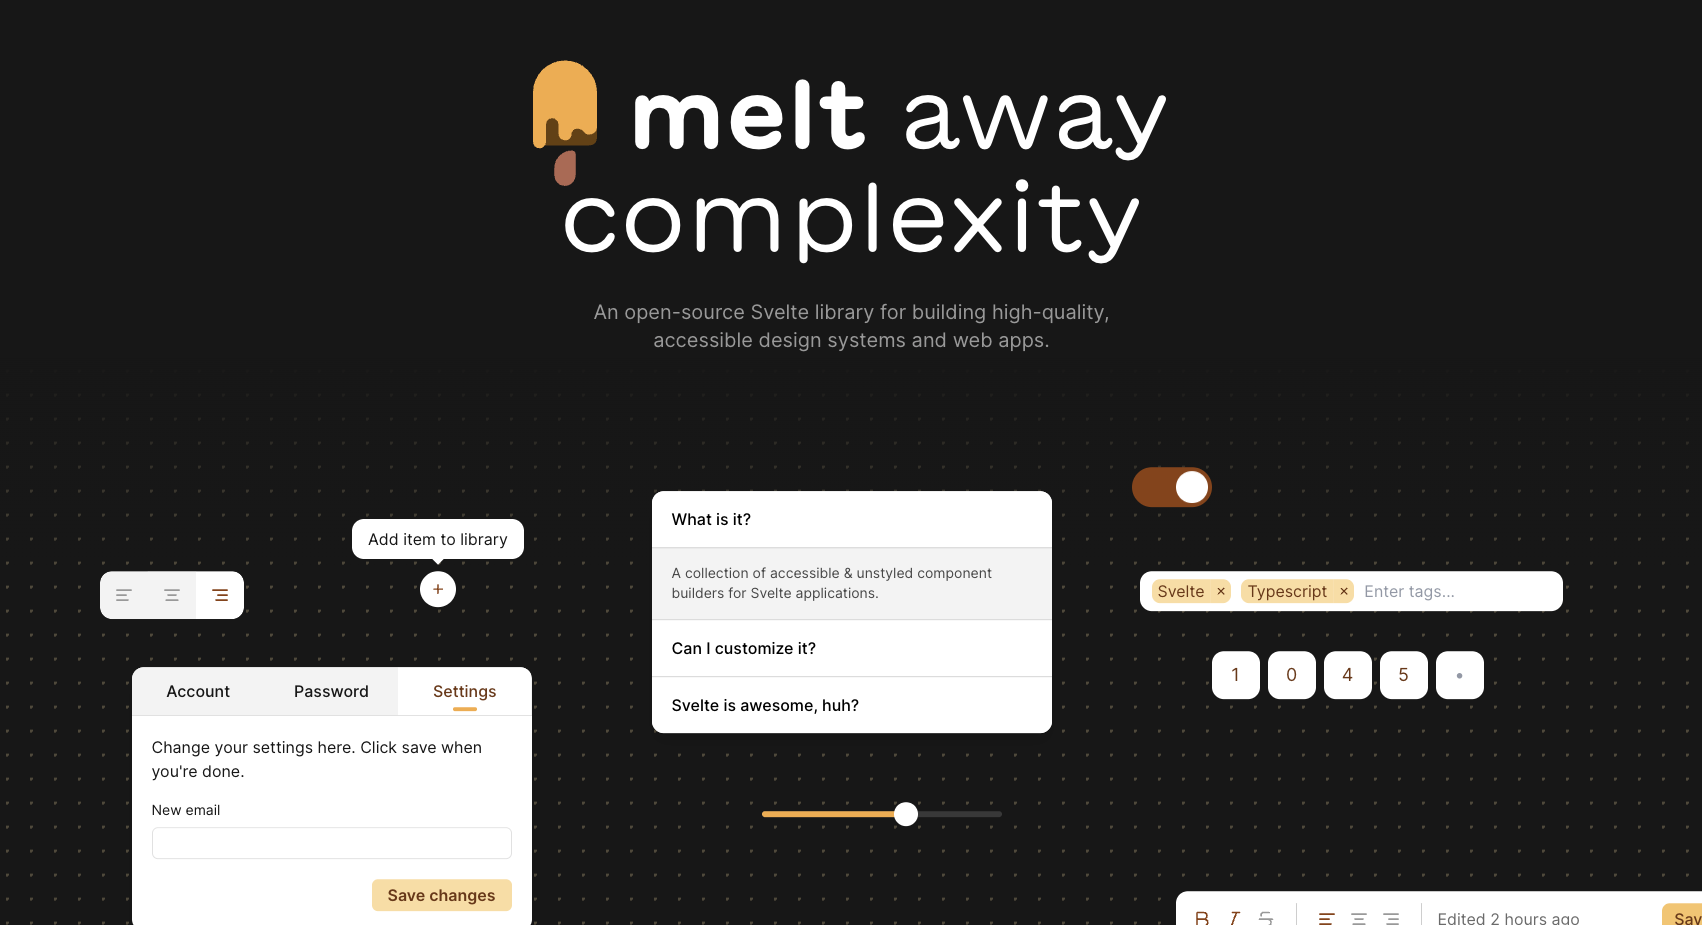 melt away
complexity
An open-source Svelte library for building high-quality,
accessible design systems and web apps.
Add item to library
+
Account Password Settings
Change your settings here. Click save when
you're done.
New email
Save changes
What is it?
A collection of accessible & unstyled component
builders for Svelte applications.
Can I customize it?
Svelte is awesome, huh?
Svelte × Typescript × Enter tags...
1 0 4 5 •
B I S Edited 2 hours ago Sav